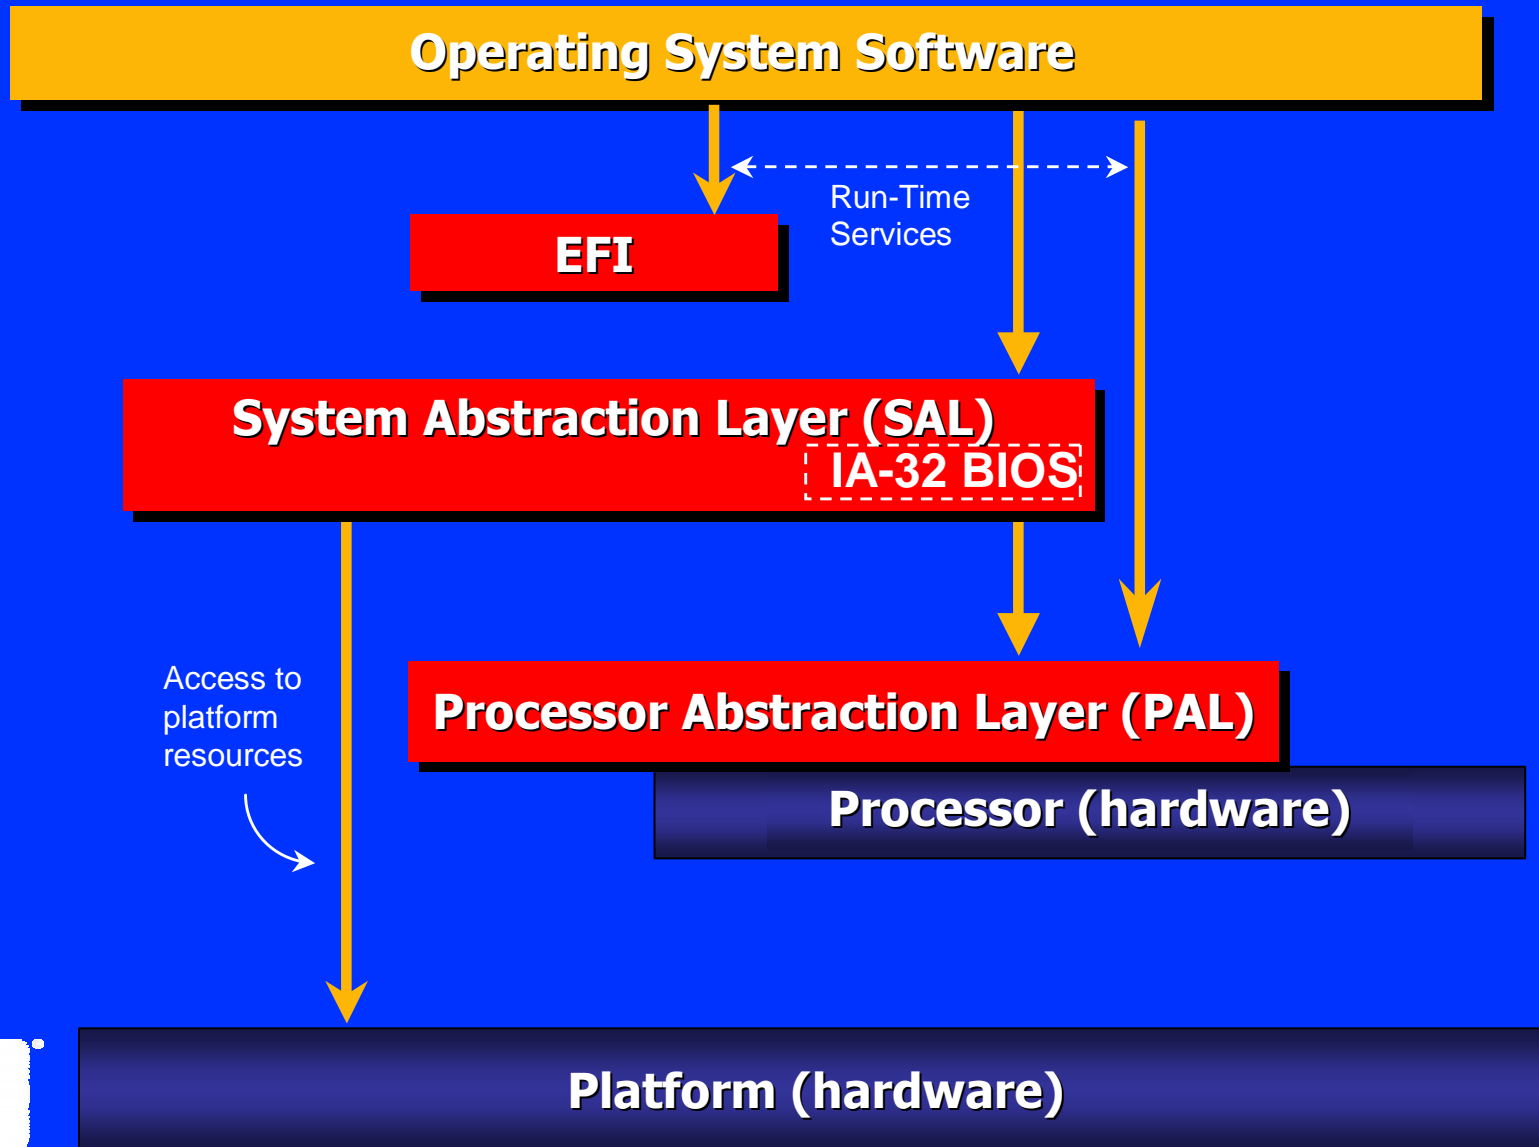 Operating System Software
Run-Time
Services
EFI
System Abstraction Layer (SAL)
IA-32 BIOS
Access to
platform
resources
Processor Abstraction Layer (PAL)
Processor (hardware)
Platform (hardware)